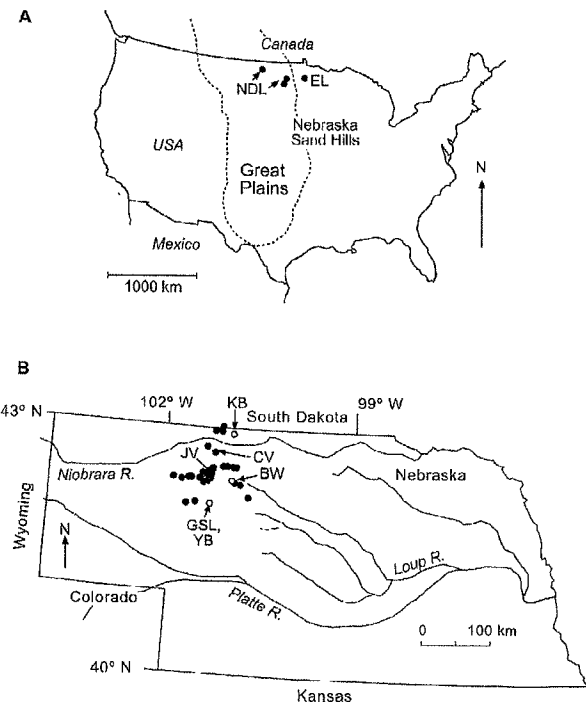 A
Canada
NDL
EL
Nebraska
Sand Hills
USA
Great
Plains
N
Mexico
1000 km
B
102° W
KB
99° W
43° N
South Dakota
JV
CV
BW
Niobrara R.
Nebraska
Wyoming
N
GSL,
YB
Loup R.
Colorado
Platte R.
0 100 km
40° N
Kansas